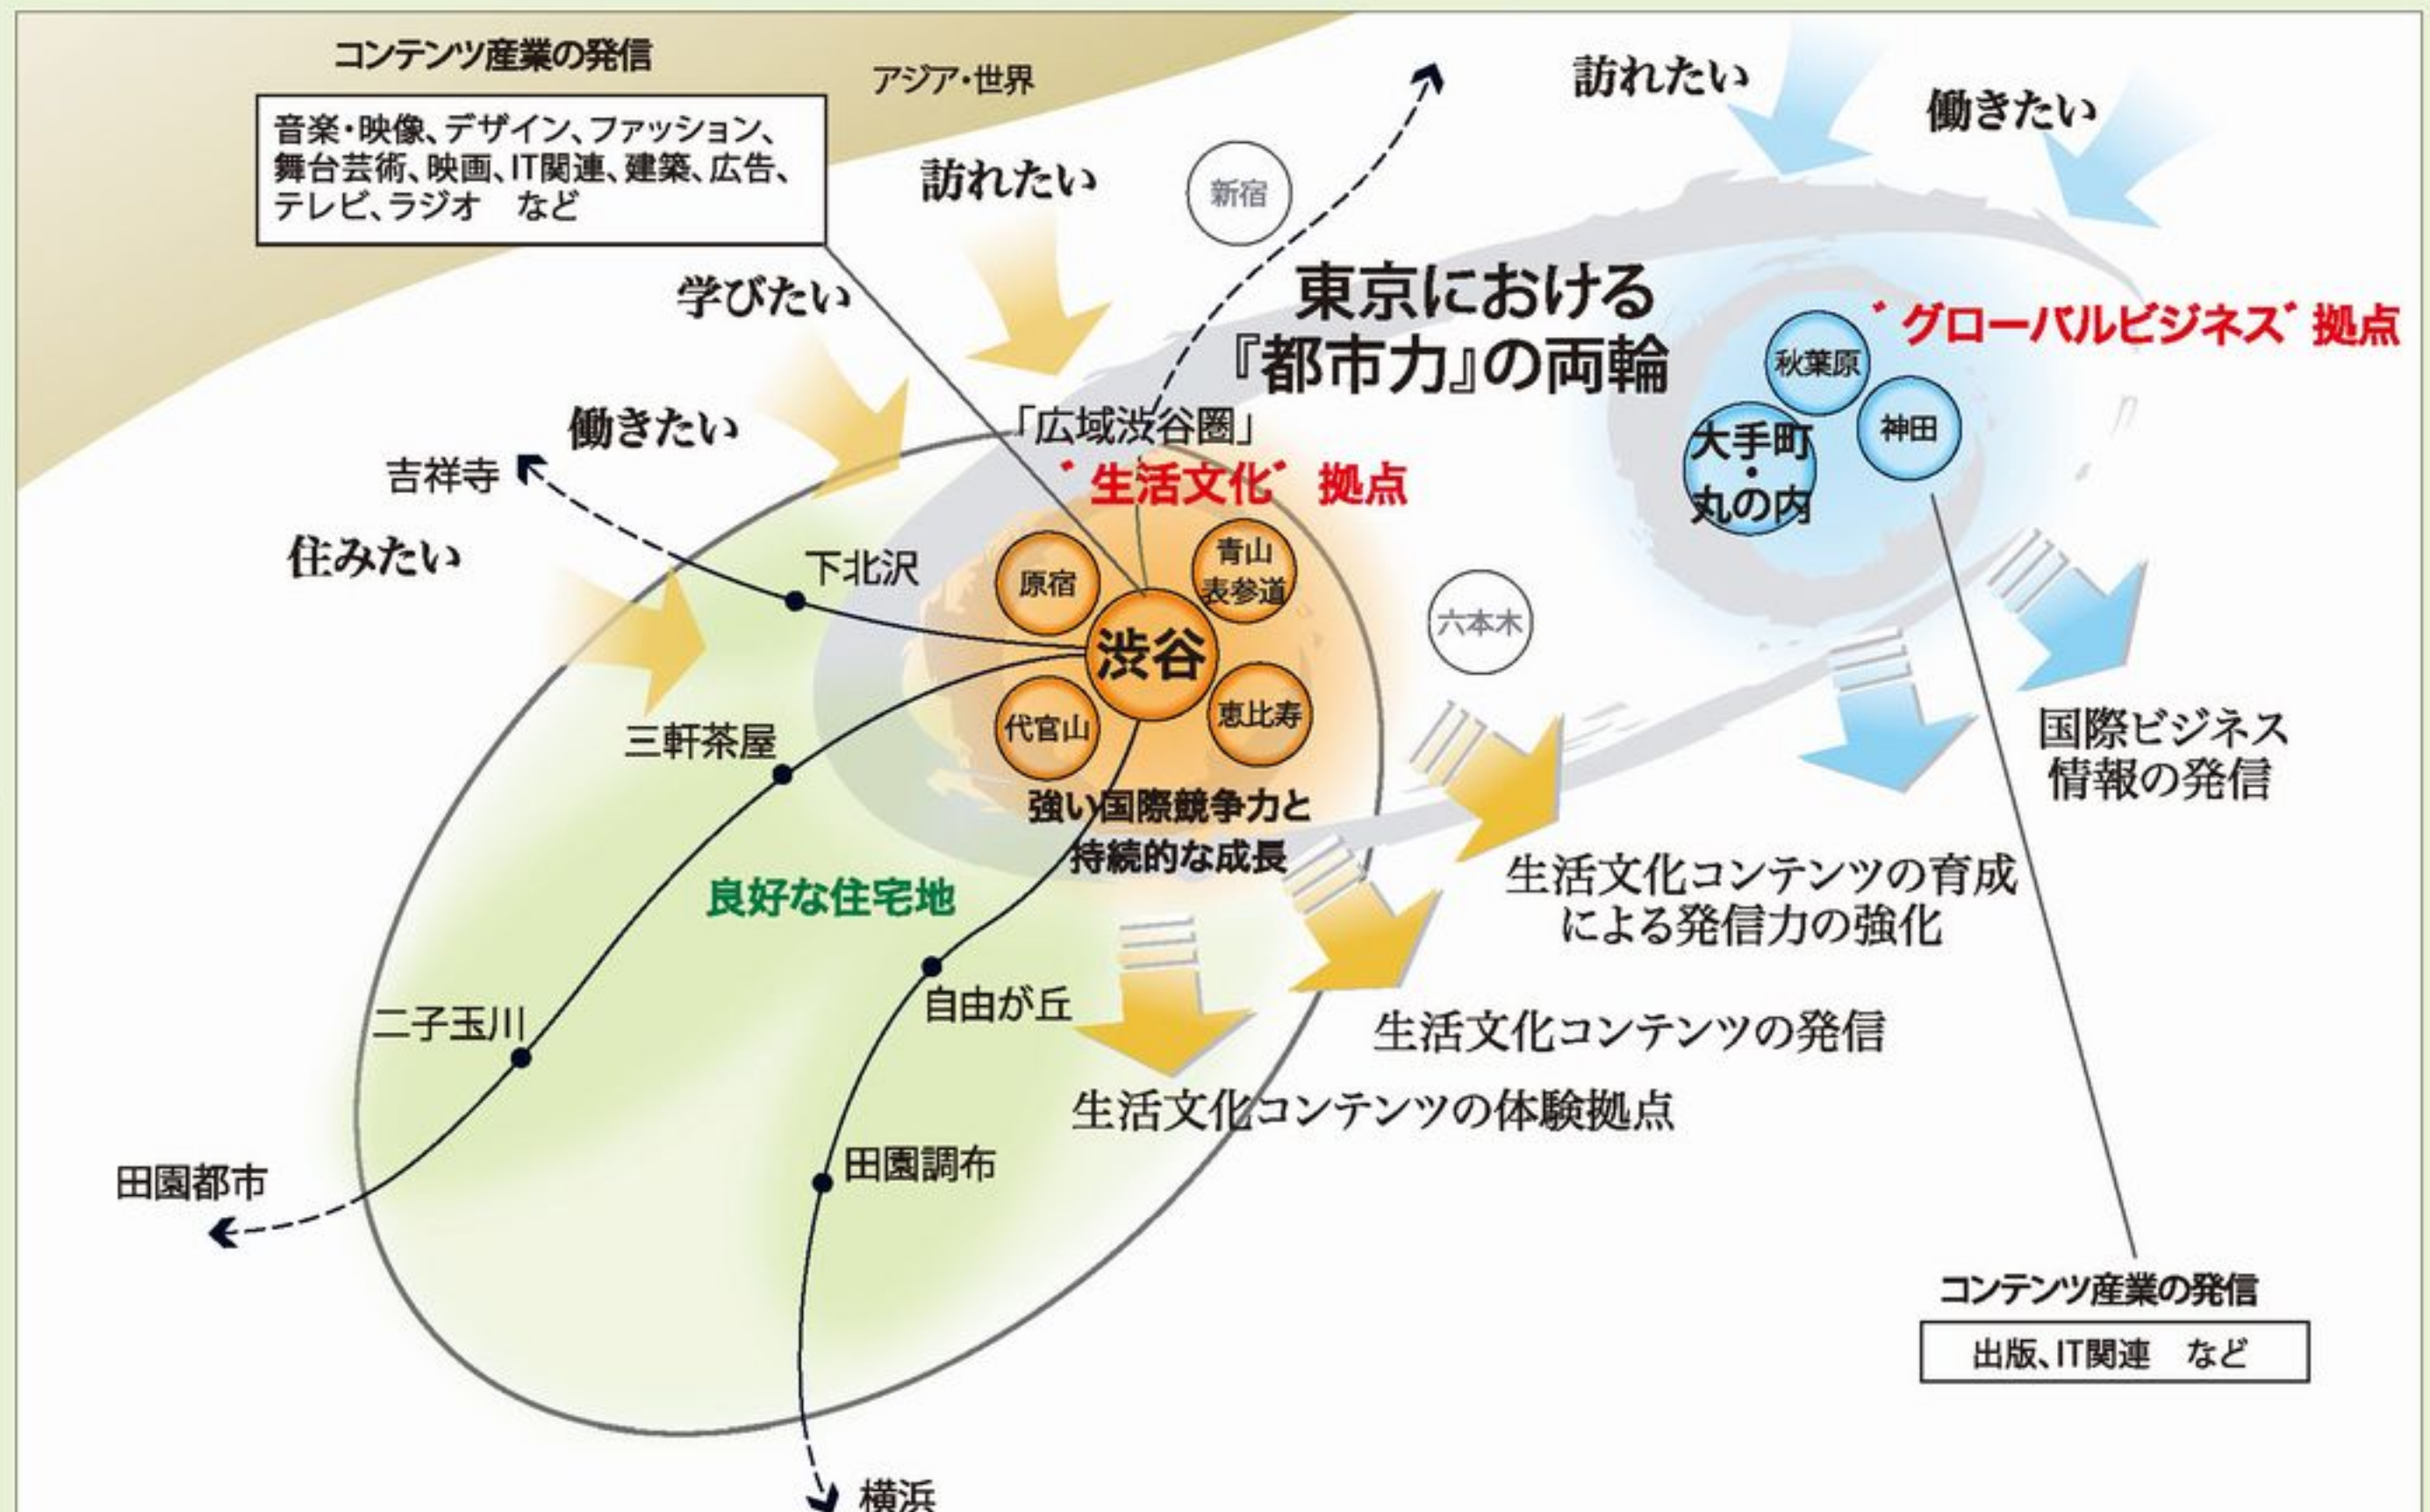 コンテンツ産業の発信
音楽・映像、デザイン、ファッション、
舞台芸術、映画、IT関連、建築、広告、
テレビ、ラジオ　など
アジア・世界
訪れたい
学びたい
働きたい
住みたい
新宿
訪れたい
働きたい
東京における
『都市力』の両輪
゛グローバルビジネス゛拠点
秋葉原
神田
大手町
・
丸の内
「広域渋谷圏」
゛生活文化゛ 拠点
吉祥寺
下北沢
原宿
青山
表参道
渋谷
代官山
恵比寿
六本木
強い国際競争力と
持続的な成長
三軒茶屋
良好な住宅地
二子玉川
自由が丘
田園都市
田園調布
横浜
国際ビジネス
情報の発信
生活文化コンテンツの育成
による発信力の強化
生活文化コンテンツの発信
生活文化コンテンツの体験拠点
コンテンツ産業の発信
出版、IT関連　など